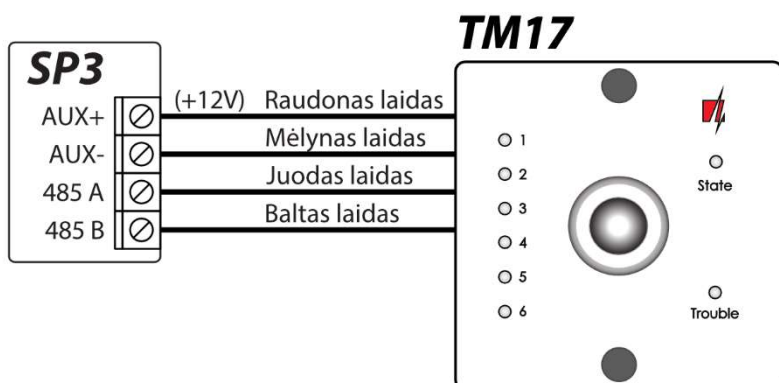 TM17
SP3
AUX+ (+12V) Raudonas laidas
AUX- Mėlynas laidas
485 A Juodas laidas
485 B Baltas laidas
1
2
3
4
5
6
State
Trouble